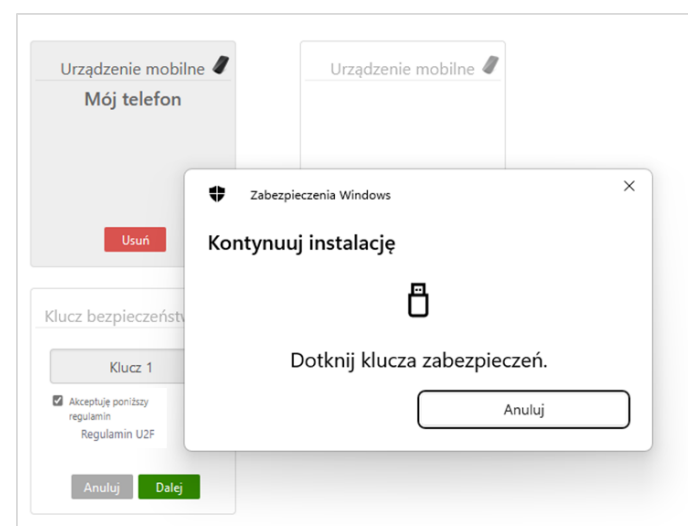 Urządzenie mobilne
Mój telefon
Usuń
Urządzenie mobilne
Klucz
Klucz 1
Akceptuję poniższy
regulamin
Regulamin U2F
Anuluj
Dalej
Zabezpieczenia Windows
Kontynuuj instalację
Dotknij klucza zabezpieczeń.
Anuluj